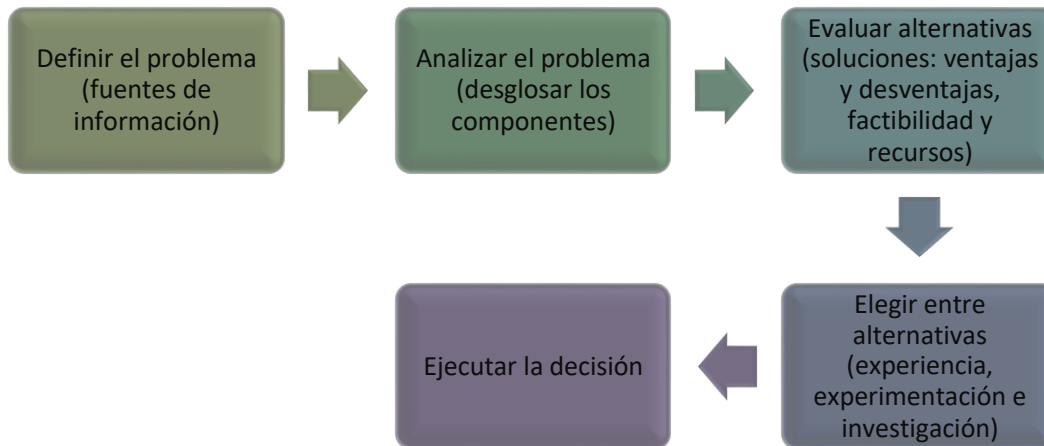 Definir el problema
(fuentes de
información)
Analizar el problema
(desglosar los
componentes)
Evaluar alternativas
(soluciones: ventajas
y desventajas,
factibilidad y
recursos)
Elegir entre
alternativas
(experiencia,
experimentación e
investigación)
Ejecutar la decisión